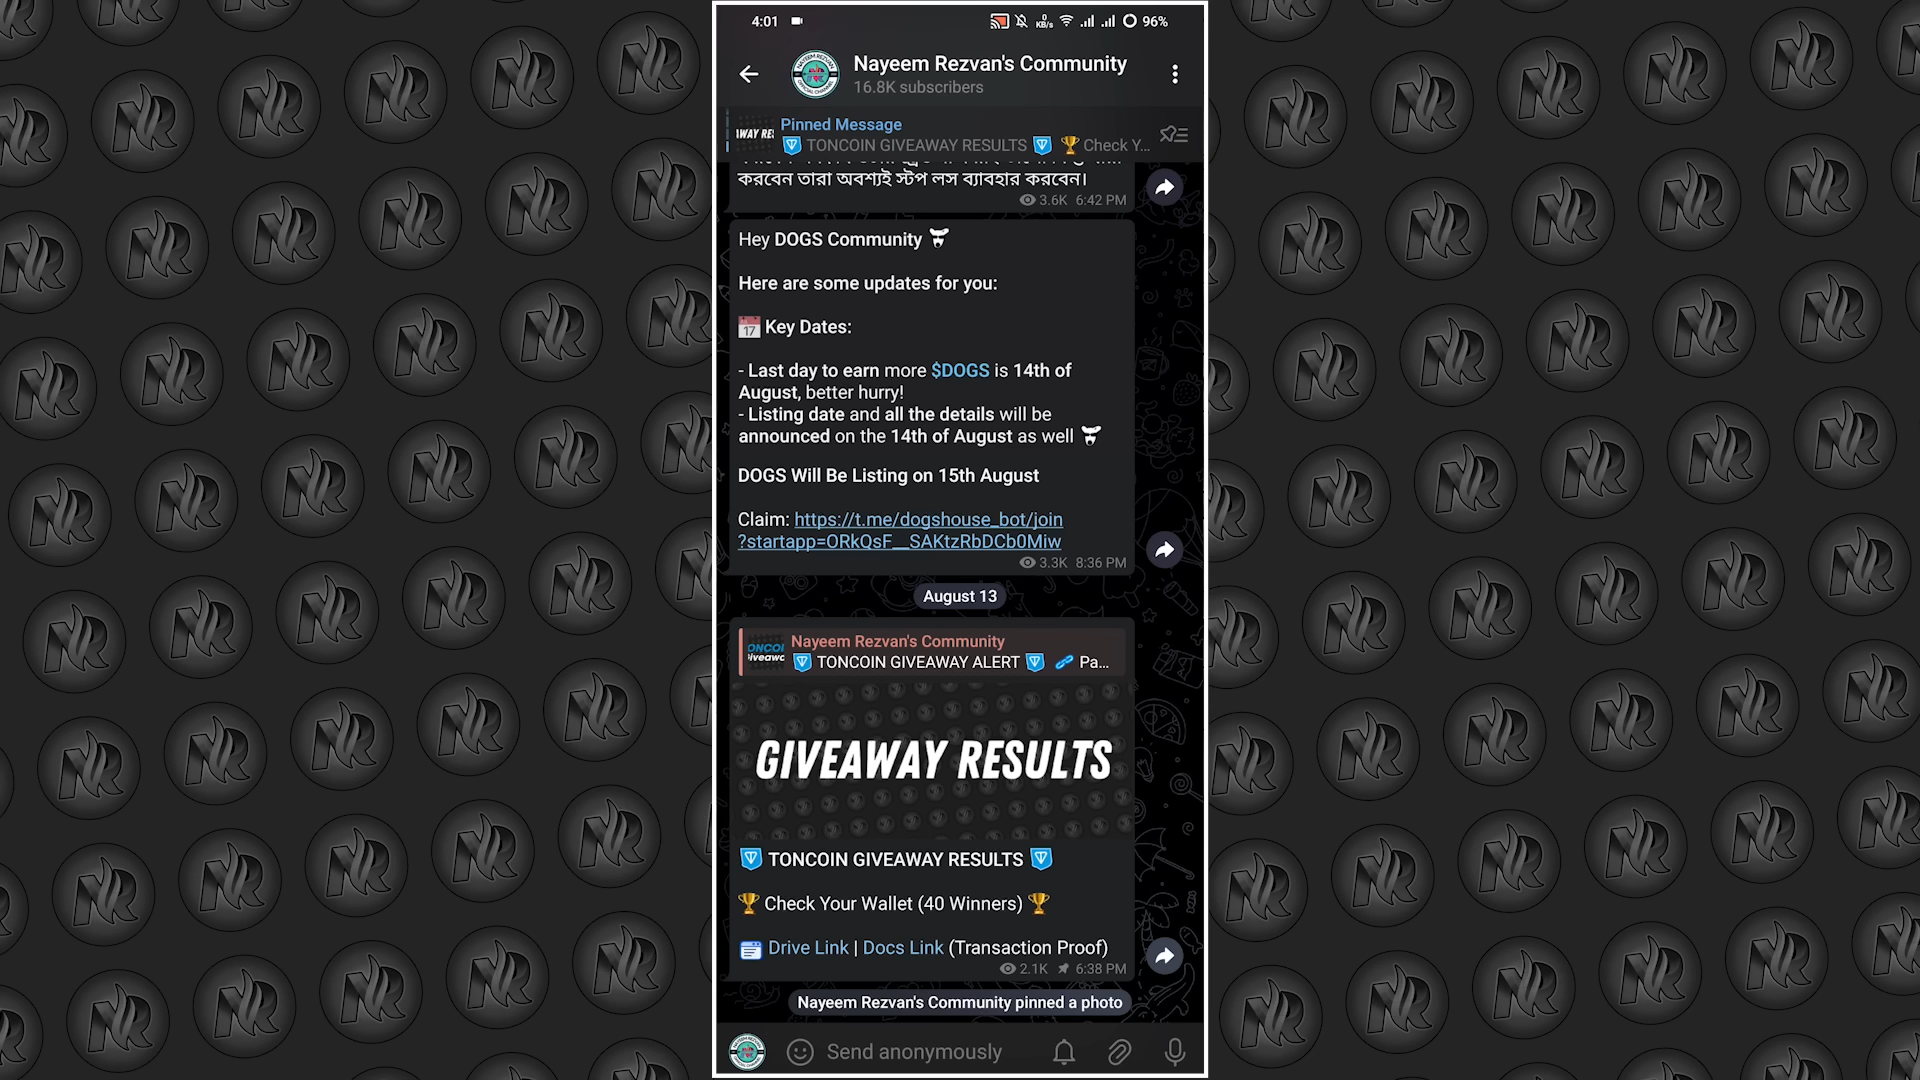 4:01
0 KB/s
96%
Nayeem Rezvan's Community
16.8K subscribers
Pinned Message
TONCOIN GIVEAWAY RESULTS 🏆 Check Y...
করবেন তারা অবশ্যই স্টপ লস ব্যাবহার করবেন।
3.6K 6:42 PM
Hey DOGS Community
Here are some updates for you:
17 Key Dates:
- Last day to earn more $DOGS is 14th of
August, better hurry!
- Listing date and all the details will be
announced on the 14th of August as well
DOGS Will Be Listing on 15th August
Claim: https://t.me/dogshouse_bot/join
?startapp=ORkQsF__SAKtzRbDCb0Miw
3.3K 8:36 PM
August 13
Nayeem Rezvan's Community
TONCOIN GIVEAWAY ALERT 🔗 Pa...
GIVEAWAY RESULTS
TONCOIN GIVEAWAY RESULTS
🏆 Check Your Wallet (40 Winners) 🏆
Drive Link | Docs Link (Transaction Proof)
2.1K 6:38 PM
Nayeem Rezvan's Community pinned a photo
Send anonymously